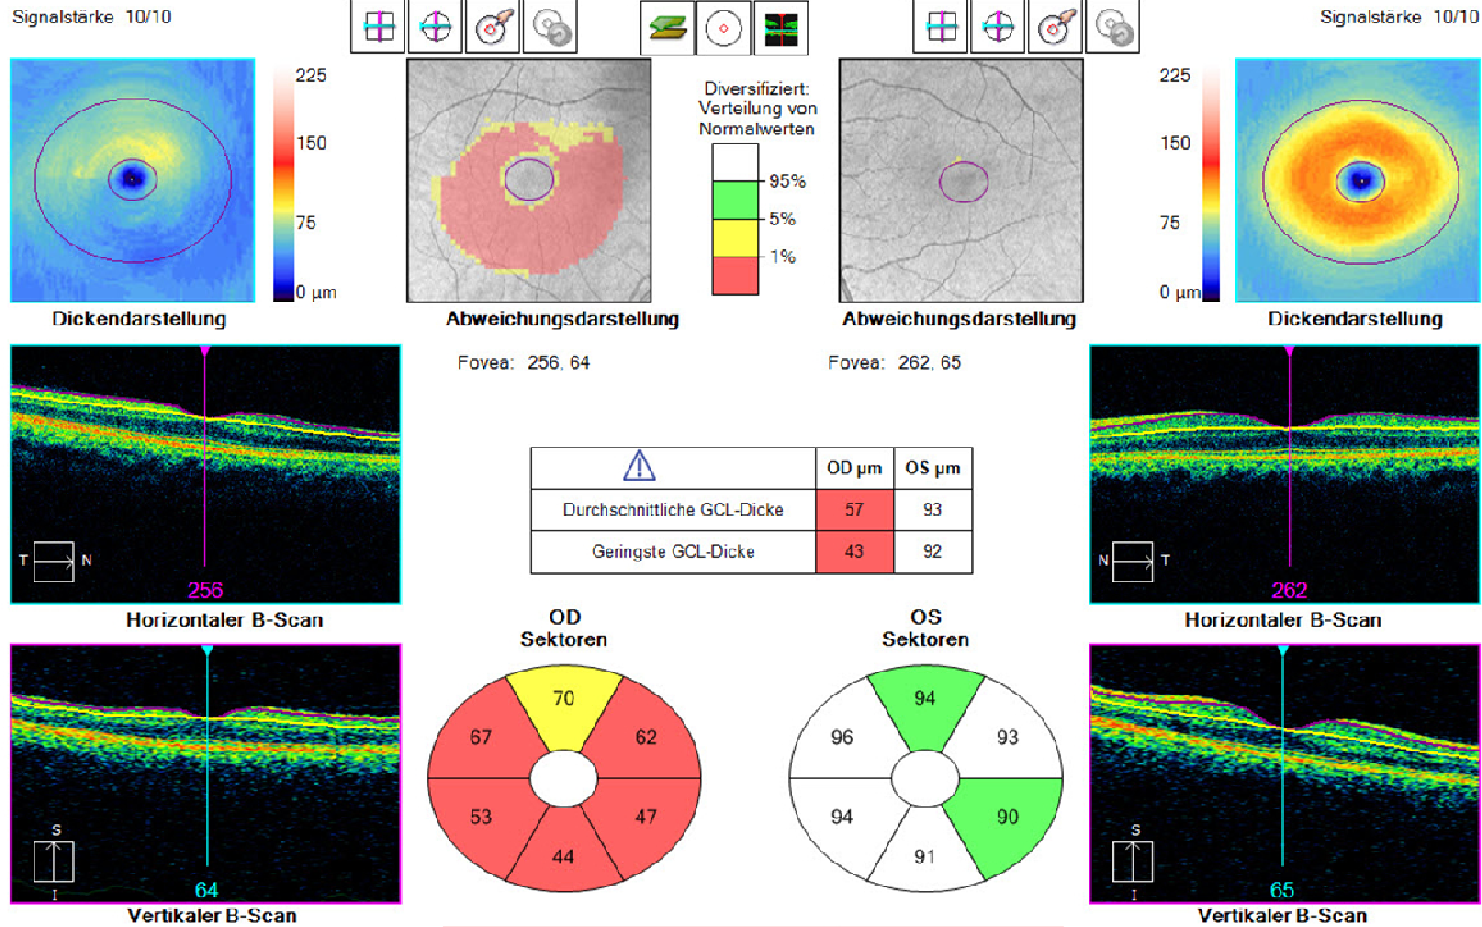 Signalstärke 10/10
Signalstärke 10/10
225
150
75
0 µm
Dickendarstellung
Abweichungsdarstellung
Diversifiziert:
Verteilung von
Normalwerten
95%
5%
1%
Abweichungsdarstellung
225
150
75
0 µm
Dickendarstellung
Fovea: 256, 64
Fovea: 262, 65
T N
256
Horizontaler B-Scan
OD µm OS µm
Durchschnittliche GCL-Dicke 57 93
Geringste GCL-Dicke 43 92
N T
262
Horizontaler B-Scan
S
I
64
Vertikaler B-Scan
OD
Sektoren
70
67
62
53
47
44
OS
Sektoren
94
96
93
94
90
91
S
I
65
Vertikaler B-Scan